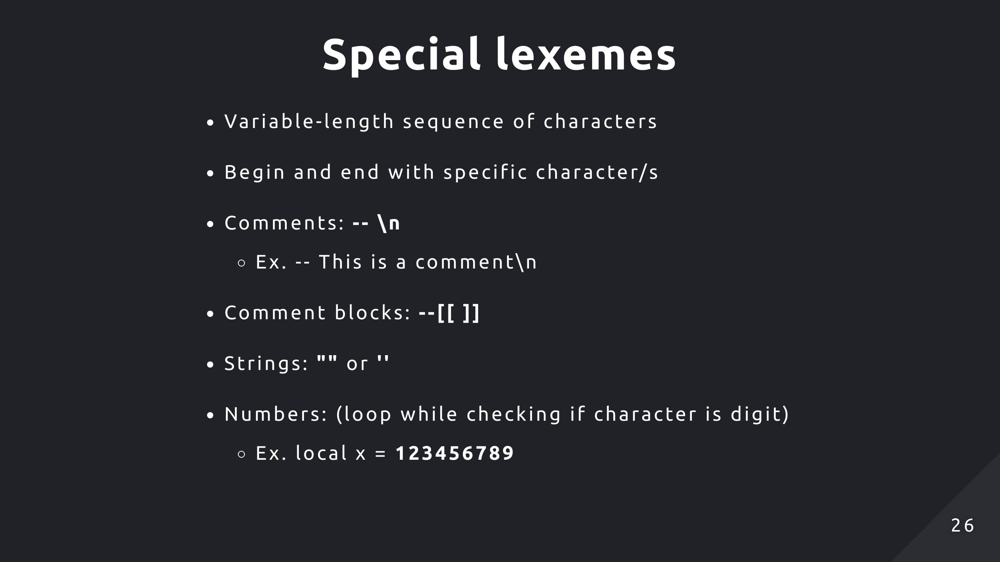 Special lexemes
Variable-length sequence of characters
Begin and end with specific character/s
Comments: -- \n
Ex. -- This is a comment\n
Comment blocks: --[[ ]]
Strings: "" or ''
Numbers: (loop while checking if character is digit)
Ex. local x = 123456789
26